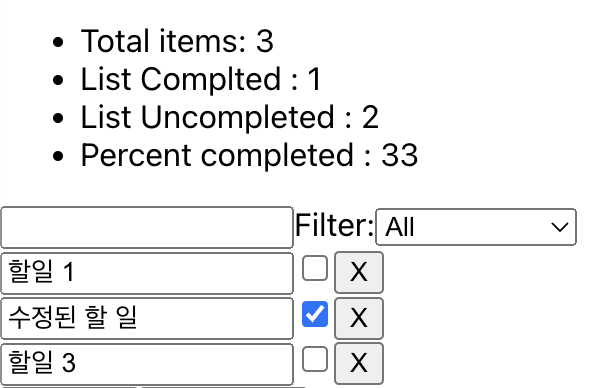 Total items: 3
List Complted : 1
List Uncompleted : 2
Percent completed : 33
Filter: All
할일 1 X
수정된 할 일 X
할일 3 X